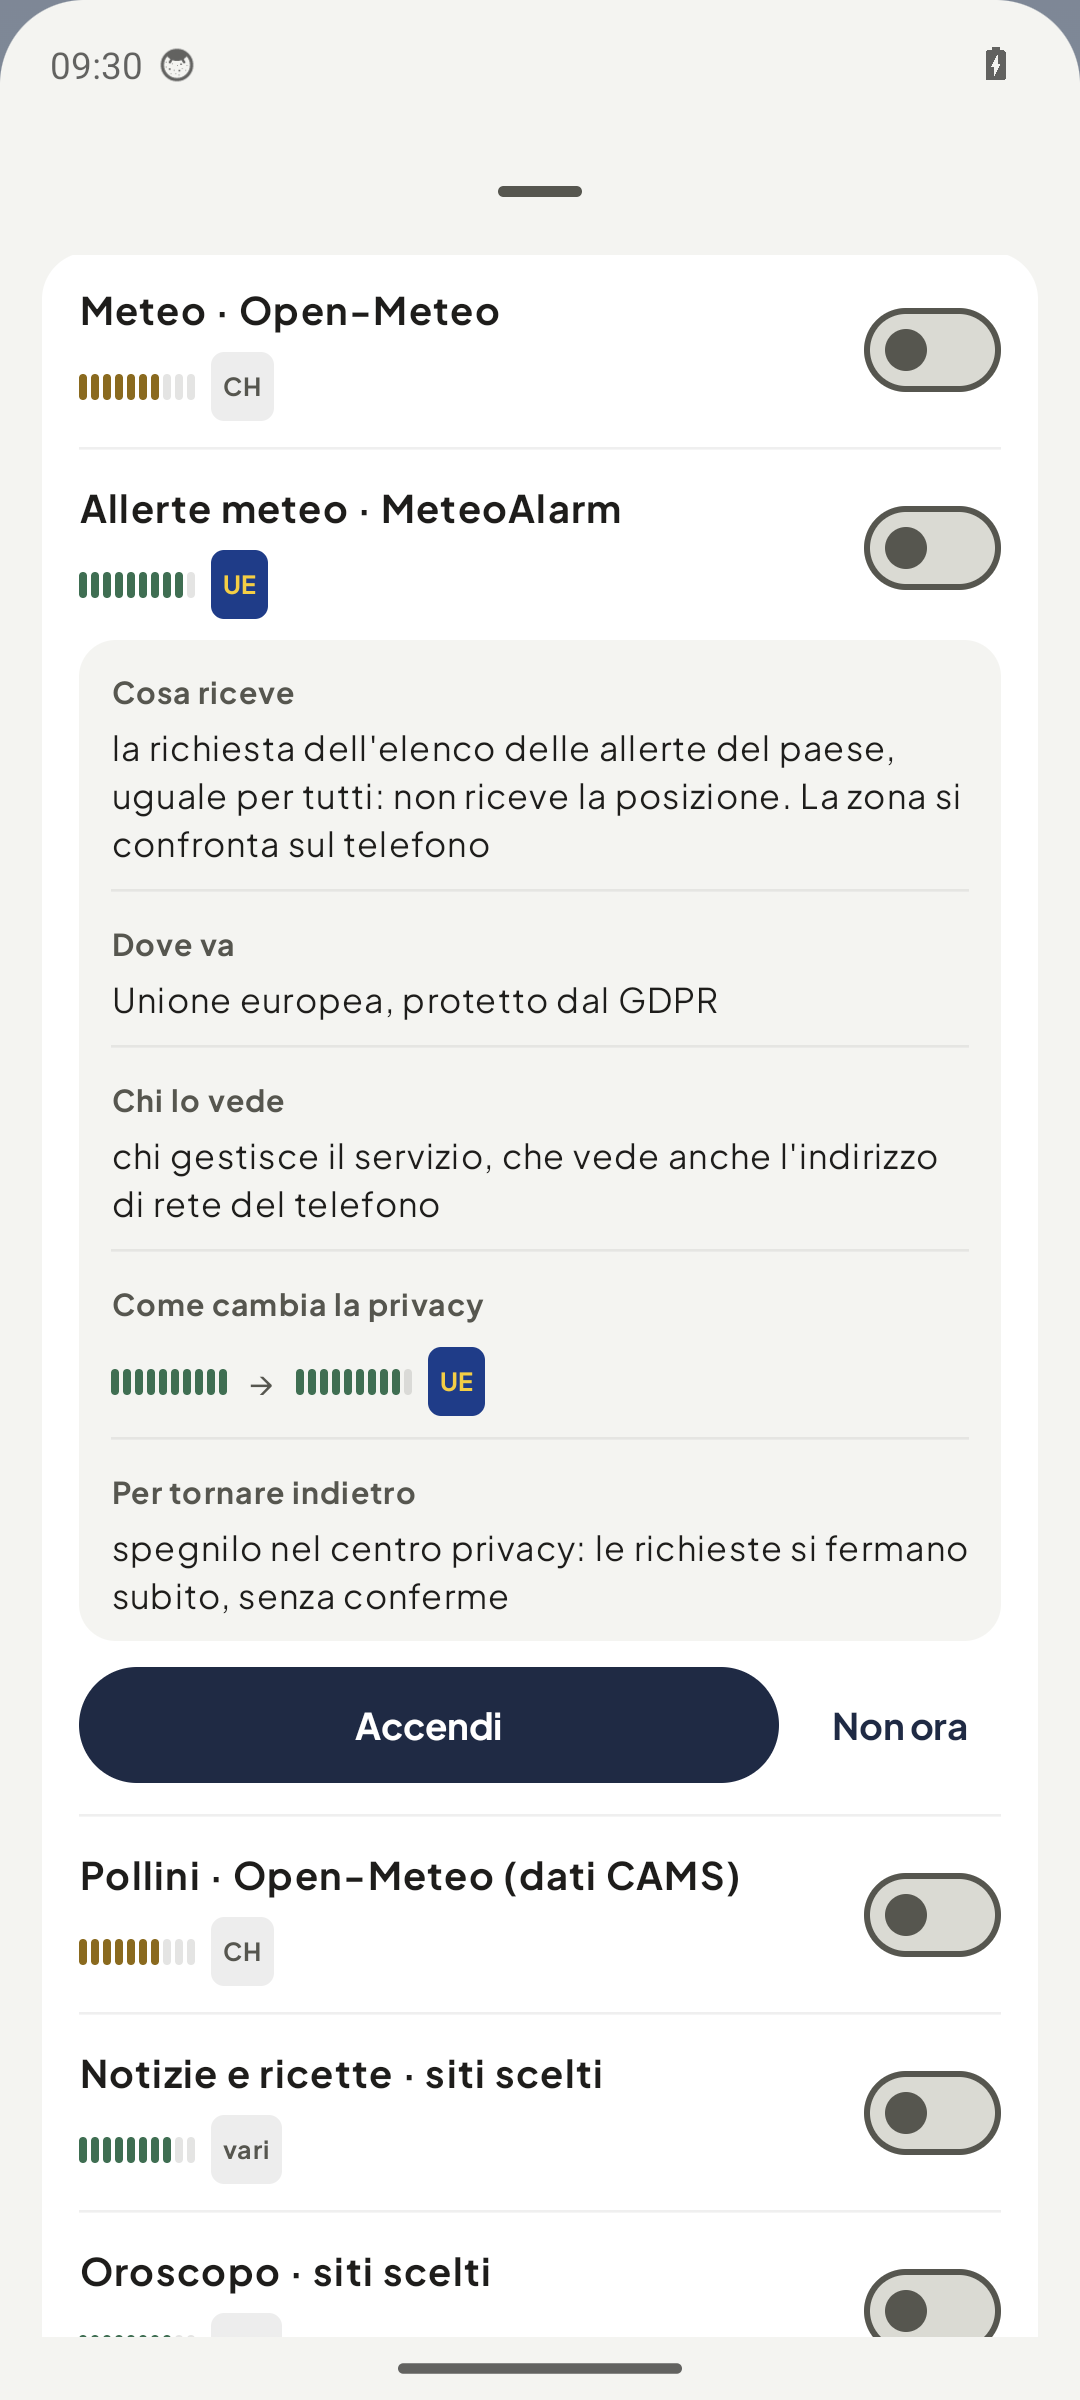 09:30
Meteo · Open-Meteo
CH
Allerte meteo · MeteoAlarm
UE
Cosa riceve
la richiesta dell'elenco delle allerte del paese,
uguale per tutti: non riceve la posizione. La zona si
confronta sul telefono
Dove va
Unione europea, protetto dal GDPR
Chi lo vede
chi gestisce il servizio, che vede anche l'indirizzo
di rete del telefono
Come cambia la privacy
→ UE
Per tornare indietro
spegnilo nel centro privacy: le richieste si fermano
subito, senza conferme
Accendi
Non ora
Pollini · Open-Meteo (dati CAMS)
CH
Notizie e ricette · siti scelti
vari
Oroscopo · siti scelti